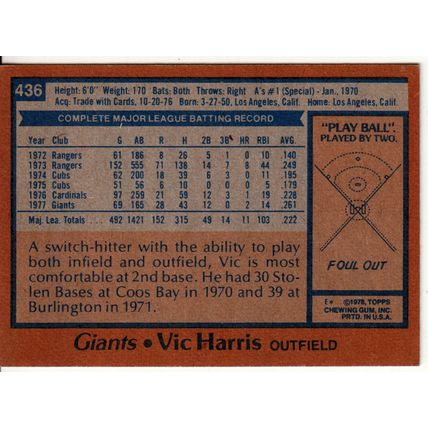 436
Height: 6'0" Weight: 170 Bats: Both Throws: Right A's #1 (Special) - Jan., 1970
Acq: Trade with Cards, 10-20-76 Born: 3-27-50, Los Angeles, Calif. Home: Los Angeles, Calif.
COMPLETE MAJOR LEAGUE BATTING RECORD
Year Club G AB R H 2B 3B HR RBI AVG.
1972 Rangers 61 186 8 26 5 1 0 10 .140
1973 Rangers 152 555 71 138 14 7 8 44 .249
1974 Cubs 62 200 18 39 6 3 0 11 .195
1975 Cubs 51 56 6 10 0 0 0 5 .179
1976 Cardinals 97 259 21 59 12 3 1 19 .228
1977 Giants 69 165 28 43 12 0 2 14 .261
Maj. Lea. Totals . . . . 492 1421 152 315 49 14 11 103 .222
A switch-hitter with the ability to play
both infield and outfield, Vic is most
comfortable at 2nd base. He had 30 Sto-
len Bases at Coos Bay in 1970 and 39 at
Burlington in 1971.
"PLAY BALL"
PLAYED BY TWO.
FOUL OUT
E* ©1978, TOPPS
CHEWING GUM, INC.
PRTD. IN U.S.A.
Giants • Vic Harris OUTFIELD